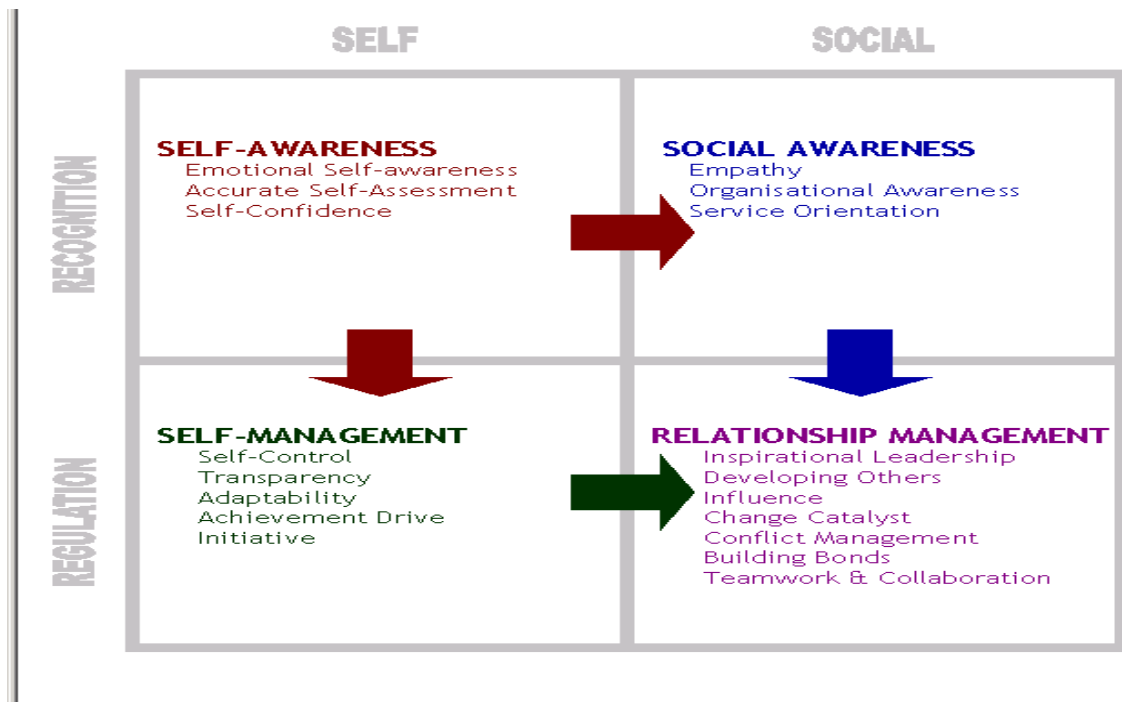 SELF
SOCIAL
RECOGNITION
SELF-AWARENESS
Emotional Self-awareness
Accurate Self-Assessment
Self-Confidence
SOCIAL AWARENESS
Empathy
Organisational Awareness
Service Orientation
REGULATION
SELF-MANAGEMENT
Self-Control
Transparency
Adaptability
Achievement Drive
Initiative
RELATIONSHIP MANAGEMENT
Inspirational Leadership
Developing Others
Influence
Change Catalyst
Conflict Management
Building Bonds
Teamwork & Collaboration